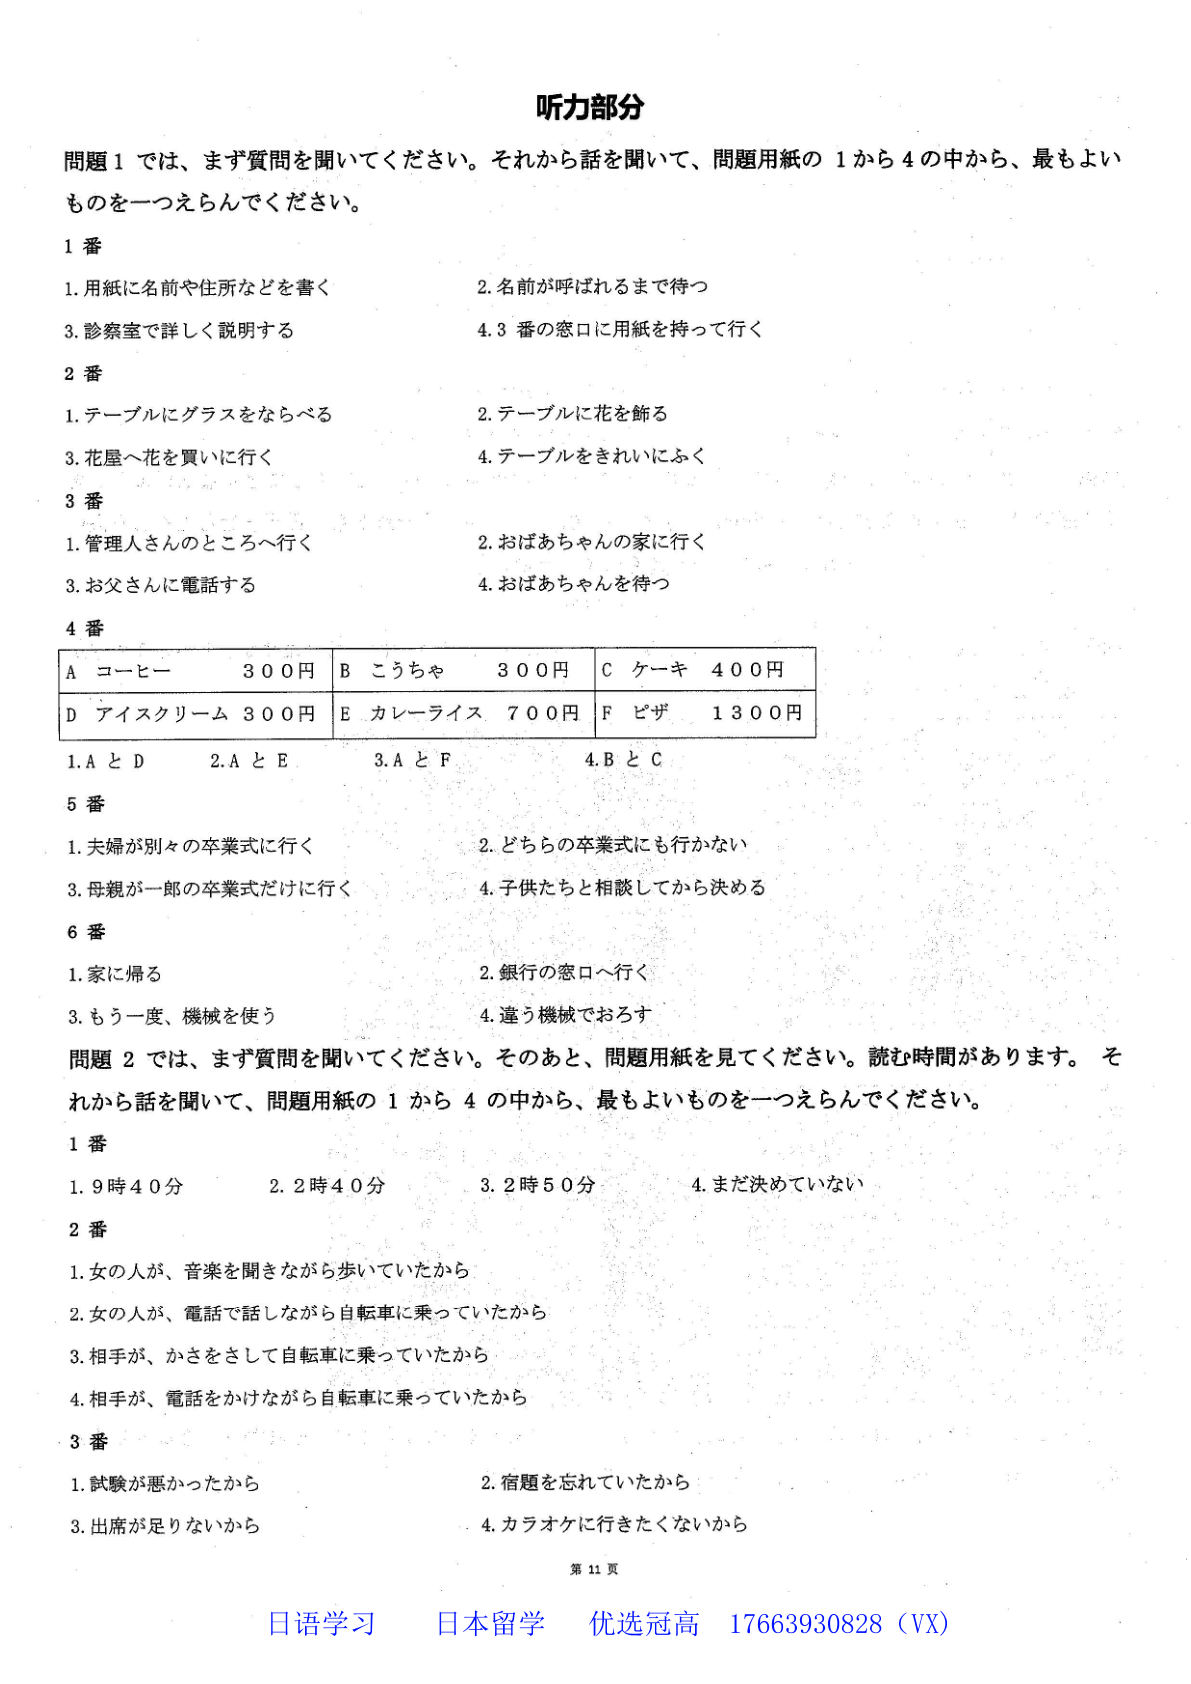 听力部分
問題1 では、まず質問を聞いてください。それから話を聞いて、問題用紙の 1から4の中から、最もよい
ものを一つえらんでください。
1 番
1.用紙に名前や住所などを書く 2.名前が呼ばれるまで待つ
3.診察室で詳しく説明する 4.3 番の窓口に用紙を持って行く
2 番
1.テーブルにグラスをならべる 2.テーブルに花を飾る
3.花屋へ花を買いに行く 4.テーブルをきれいにふく
3 番
1.管理人さんのところへ行く 2.おばあちゃんの家に行く
3.お父さんに電話する 4.おばあちゃんを待つ
4 番
A コーヒー 300円 B こうちゃ 300円 C ケーキ 400円
D アイスクリーム 300円 E カレーライス 700円 F ピザ 1300円
1.A と D 2.A と E 3.A と F 4.B と C
5 番
1.夫婦が別々の卒業式に行く 2.どちらの卒業式にも行かない
3.母親が一郎の卒業式だけに行く 4.子供たちと相談してから決める
6 番
1.家に帰る 2.銀行の窓口へ行く
3.もう一度、機械を使う 4.違う機械でおろす
問題 2 では、まず質問を聞いてください。そのあと、問題用紙を見てください。読む時間があります。 そ
れから話を聞いて、問題用紙の 1 から 4 の中から、最もよいものを一つえらんでください。
1 番
1.9時40分 2.2時40分 3.2時50分 4.まだ決めていない
2 番
1.女の人が、音楽を聞きながら歩いていたから
2.女の人が、電話で話しながら自転車に乗っていたから
3.相手が、かさをさして自転車に乗っていたから
4.相手が、電話をかけながら自転車に乗っていたから
3 番
1.試験が悪かったから 2.宿題を忘れていたから
3.出席が足りないから 4.カラオケに行きたくないから
第 11 页
日语学习 日本留学 优选冠高 17663930828（VX)